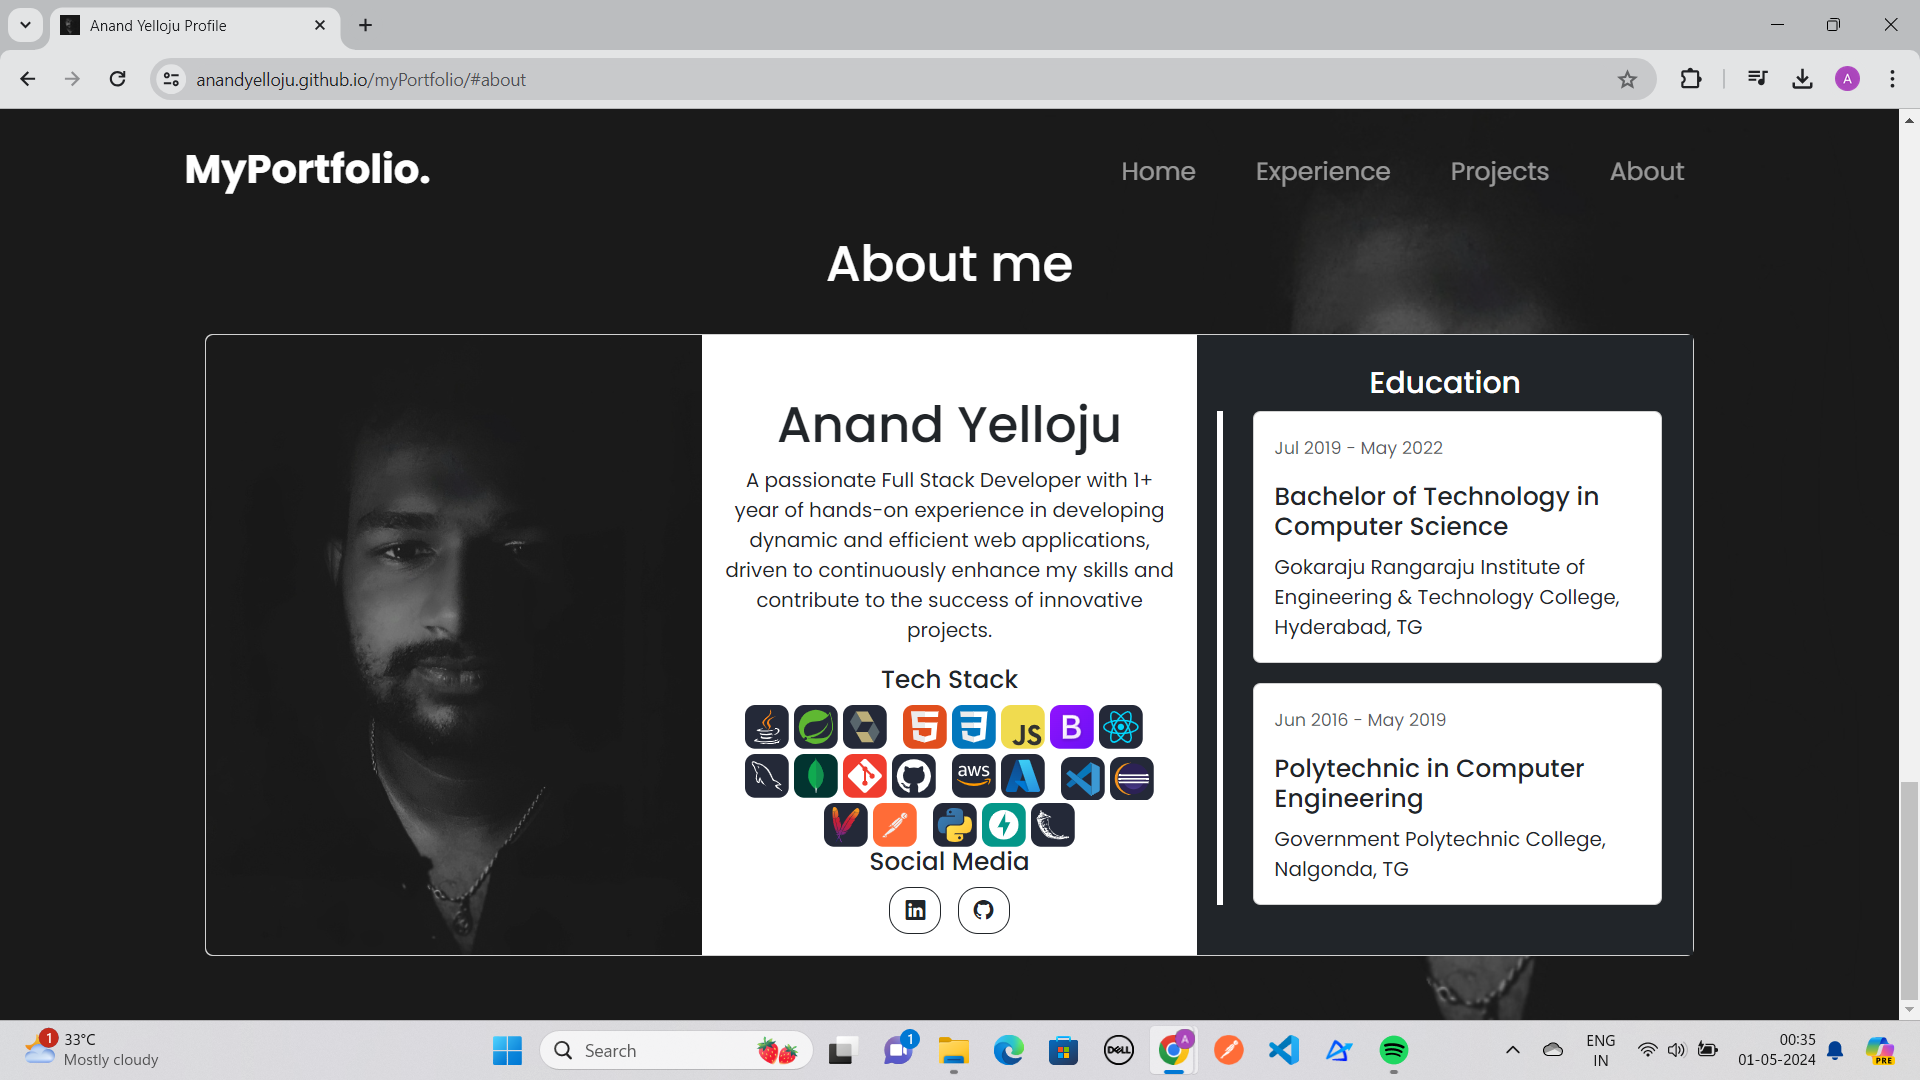 Anand Yelloju Profile
anandyelloju.github.io/myPortfolio/#about
A
MyPortfolio.
Home Experience Projects About
About me
Anand Yelloju
A passionate Full Stack Developer with 1+
year of hands-on experience in developing
dynamic and efficient web applications,
driven to continuously enhance my skills and
contribute to the success of innovative
projects.
Tech Stack
JS B
aws
Social Media
in
Education
Jul 2019 - May 2022
Bachelor of Technology in
Computer Science
Gokaraju Rangaraju Institute of
Engineering & Technology College,
Hyderabad, TG
Jun 2016 - May 2019
Polytechnic in Computer
Engineering
Government Polytechnic College,
Nalgonda, TG
1
33°C
Mostly cloudy
Search
1
DELL
A
ENG
IN
00:35
01-05-2024
PRE